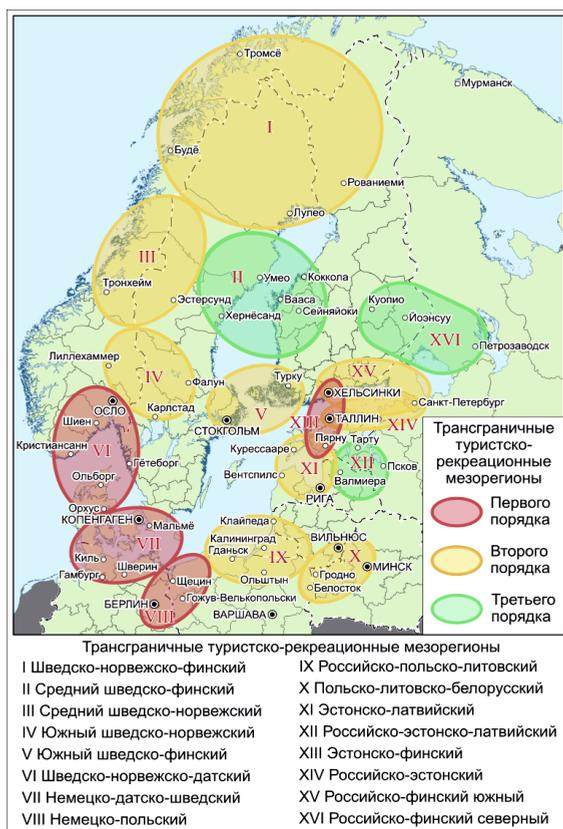 Тромсё
Мурманск
I
Будё
Рованиеми
Лулео
III
II
Умео
Коккола
Тронхейм
Эстерсунд
Вааса
Хернёсанд
Сейняйоки
Куопио
Йоэнсуу
XVI
Петрозаводск
Лиллехаммер
IV
Фалун
Турку
XV
ХЕЛЬСИНКИ
ОСЛО
Карлстад
V
Санкт-Петербург
Шиен
СТОКГОЛЬМ
XIII
ТАЛЛИН
XIV
Кристиансанн
VI
Гётеборг
Пярну
Тарту
Курессааре
XI
XII
Псков
Ольборг
Вентспилс
Валмиера
РИГА
Орхус
КОПЕНГАГЕН
Мальмё
Клайпеда
VII
Калининград
ВИЛЬНЮС
Гданьск
IX
X
Киль
МИНСК
Шверин
Гамбург
Щецин
Ольштын
Гродно
Белосток
БЕРЛИН
Гожув-Велькопольски
VIII
ВАРШАВА
Трансграничные
туристско-
рекреационные
мезорегионы
Первого
порядка
Второго
порядка
Третьего
порядка
Трансграничные туристско-рекреационные мезорегионы
I Шведско-норвежско-финский
II Средний шведско-финский
III Средний шведско-норвежский
IV Южный шведско-норвежский
V Южный шведско-финский
VI Шведско-норвежско-датский
VII Немецко-датско-шведский
VIII Немецко-польский
IX Российско-польско-литовский
X Польско-литовско-белорусский
XI Эстонско-латвийский
XII Российско-эстонско-латвийский
XIII Эстонско-финский
XIV Российско-эстонский
XV Российско-финский южный
XVI Российско-финский северный